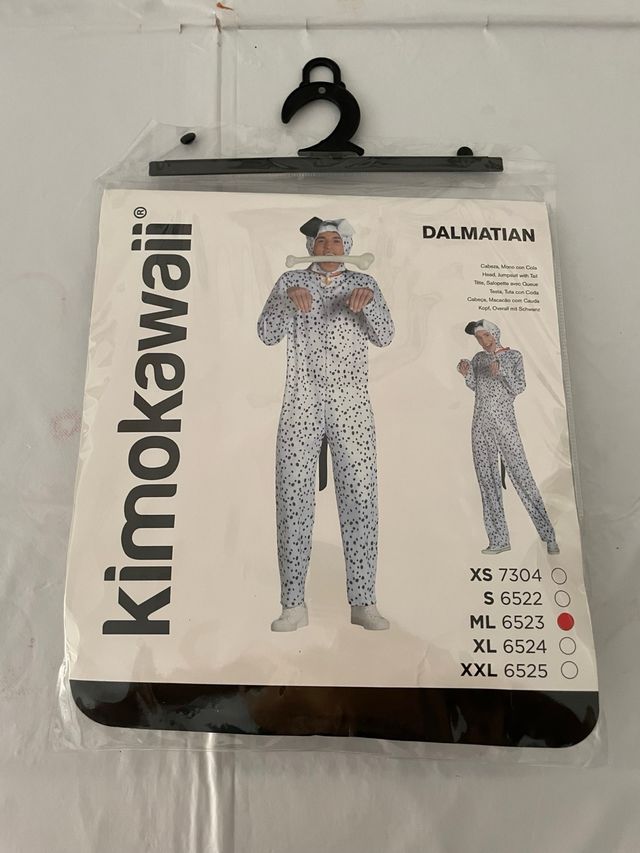 kimokawaii®
DALMATIAN
Cabeza, Mono con Cola
Head, Jumpsuit with Tail
Tête, Salopette avec Queue
Testa, Tuta con Coda
Cabeça, Macacão com Cauda
Kopf, Overall mit Schwanz
XS 7304
S 6522
ML 6523
XL 6524
XXL 6525